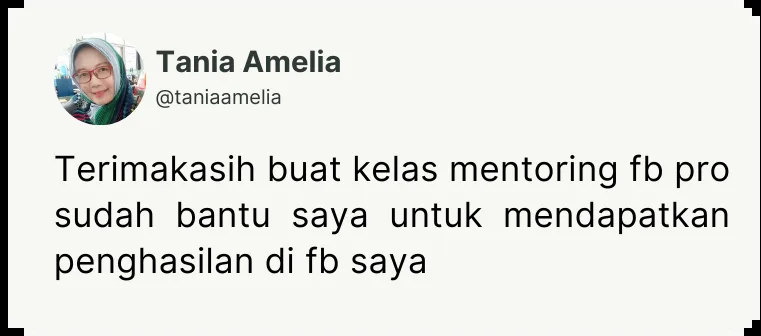 Tania Amelia
@taniaamelia
Terimakasih buat kelas mentoring fb pro
sudah bantu saya untuk mendapatkan
penghasilan di fb saya